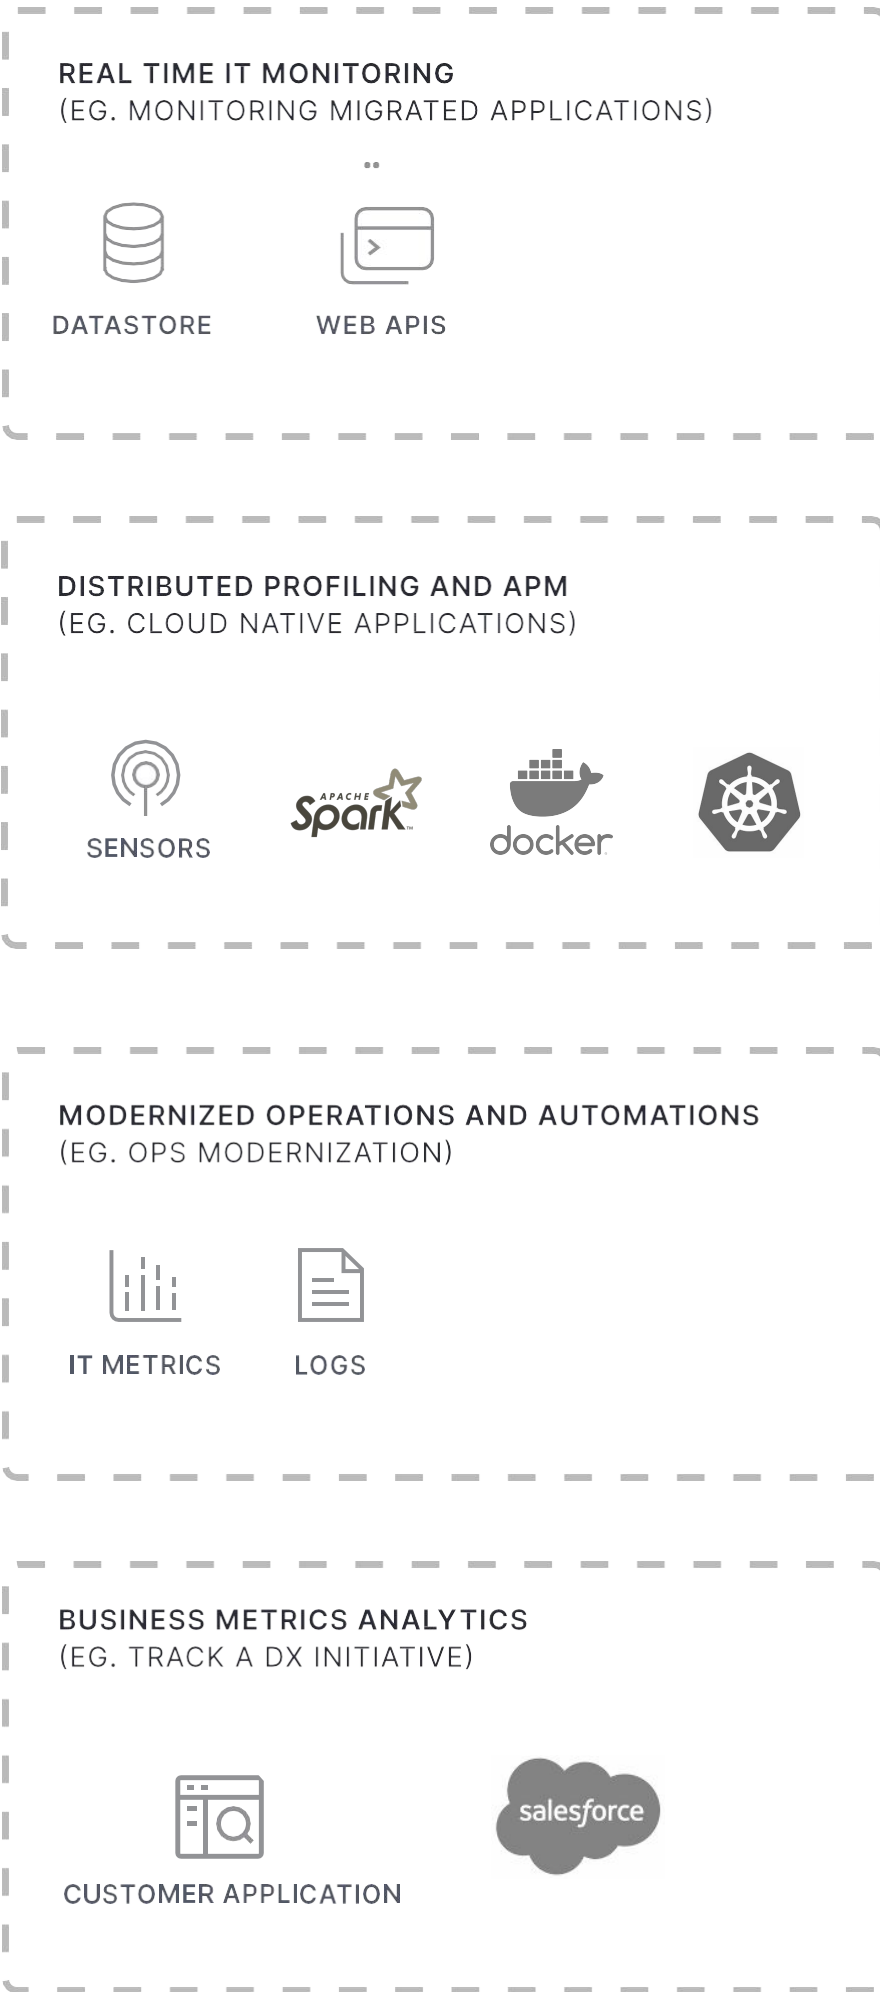 REAL TIME IT MONITORING
(EG. MONITORING MIGRATED APPLICATIONS)
DATASTORE
WEB APIS
DISTRIBUTED PROFILING AND APM
(EG. CLOUD NATIVE APPLICATIONS)
SENSORS
APACHE
Spark™
docker
MODERNIZED OPERATIONS AND AUTOMATIONS
(EG. OPS MODERNIZATION)
IT METRICS
LOGS
BUSINESS METRICS ANALYTICS
(EG. TRACK A DX INITIATIVE)
CUSTOMER APPLICATION
salesforce